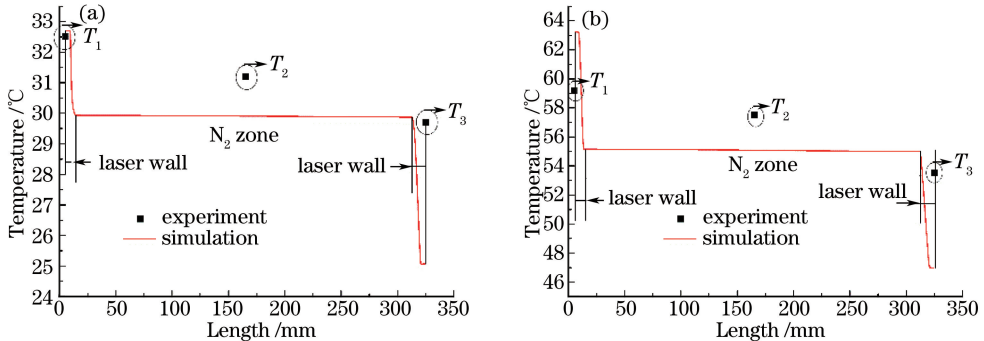 (a)
Temperature /℃
33
32
31
30
29
28
27
26
25
24
T1
T2
T3
N2 zone
laser wall
laser wall
experiment
simulation
0 50 100 150 200 250 300 350
Length /mm
(b)
Temperature /℃
64
62
60
58
56
54
52
50
48
46
T1
T2
T3
N2 zone
laser wall
laser wall
experiment
simulation
0 50 100 150 200 250 300 350
Length /mm